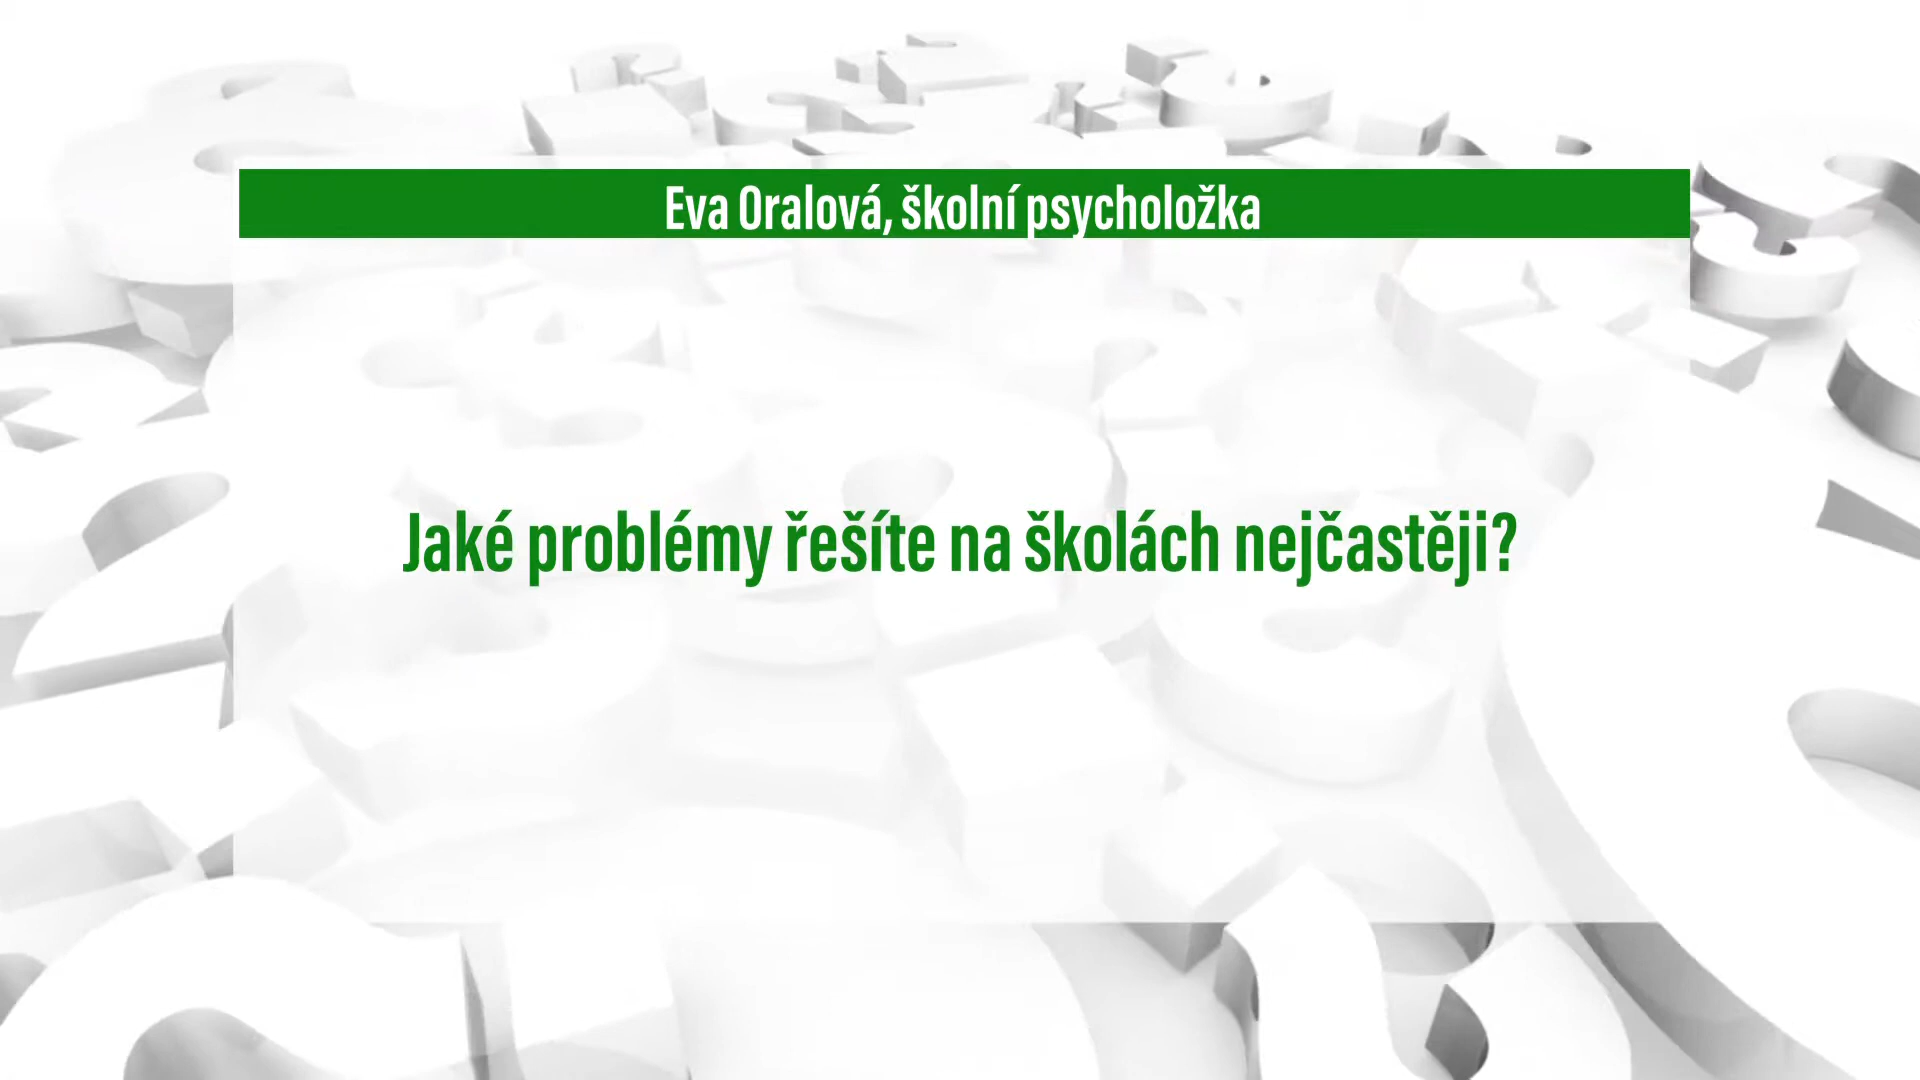 Eva Oralová, školní psycholožka
Jaké problémy řešíte na školách nejčastěji?